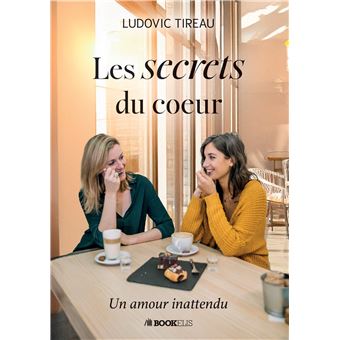 LUDOVIC TIREAU
Les secrets
du coeur
Un amour inattendu
BOOKELIS